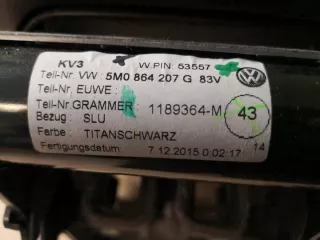 KV3 W.PIN: 53557
Teil-Nr. VW: 5M0 864 207 G 83V
Teil-Nr. EUWE:
Teil-Nr.GRAMMER: 1189364-M 43
Bezug: SLU
Farbe: TITANSCHWARZ
Fertigungsdatum: 7.12.2015 0:02:17 14